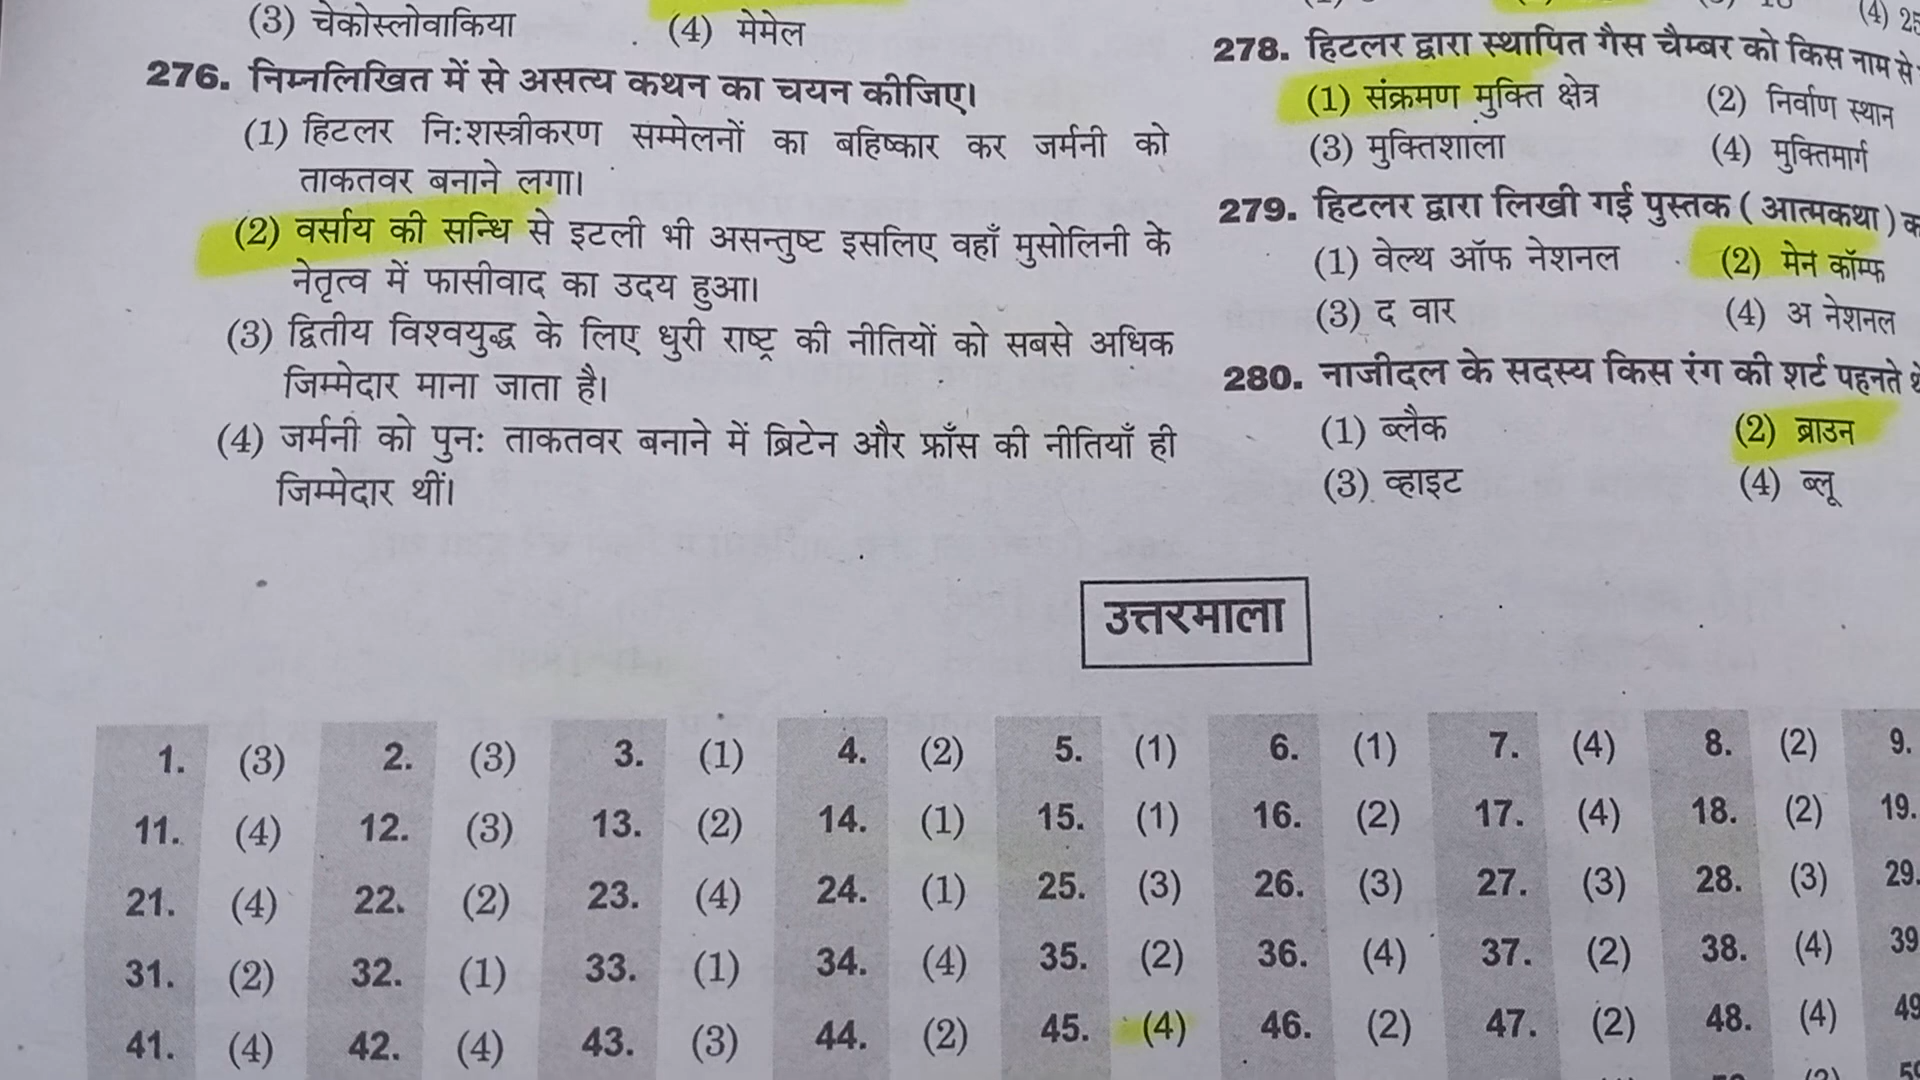 (3) चेकोस्लोवाकिया (4) मेमेल
276. निम्नलिखित में से असत्य कथन का चयन कीजिए।
(1) हिटलर नि:शस्त्रीकरण सम्मेलनों का बहिष्कार कर जर्मनी को
ताकतवर बनाने लगा।
(2) वर्साय की सन्धि से इटली भी असन्तुष्ट इसलिए वहाँ मुसोलिनी के
नेतृत्व में फासीवाद का उदय हुआ।
(3) द्वितीय विश्वयुद्ध के लिए धुरी राष्ट्र की नीतियों को सबसे अधिक
जिम्मेदार माना जाता है।
(4) जर्मनी को पुनः ताकतवर बनाने में ब्रिटेन और फ्राँस की नीतियाँ ही
जिम्मेदार थीं।
(4) 25
278. हिटलर द्वारा स्थापित गैस चैम्बर को किस नाम से
(1) संक्रमण मुक्ति क्षेत्र (2) निर्वाण स्थान
(3) मुक्तिशाला (4) मुक्तिमार्ग
279. हिटलर द्वारा लिखी गई पुस्तक ( आत्मकथा )
(1) वेल्थ ऑफ नेशनल (2) मेन कॉम्फ
(3) द वार (4) अ नेशनल
280. नाजीदल के सदस्य किस रंग की शर्ट पहनते
(1) ब्लैक (2) ब्राउन
(3) व्हाइट (4) ब्लू
उत्तरमाला
1. (3) 2. (3) 3. (1) 4. (2) 5. (1) 6. (1) 7. (4) 8. (2) 9.
11. (4) 12. (3) 13. (2) 14. (1) 15. (1) 16. (2) 17. (4) 18. (2) 19.
21. (4) 22. (2) 23. (4) 24. (1) 25. (3) 26. (3) 27. (3) 28. (3) 29.
31. (2) 32. (1) 33. (1) 34. (4) 35. (2) 36. (4) 37. (2) 38. (4) 39
41. (4) 42. (4) 43. (3) 44. (2) 45. (4) 46. (2) 47. (2) 48. (4) 49